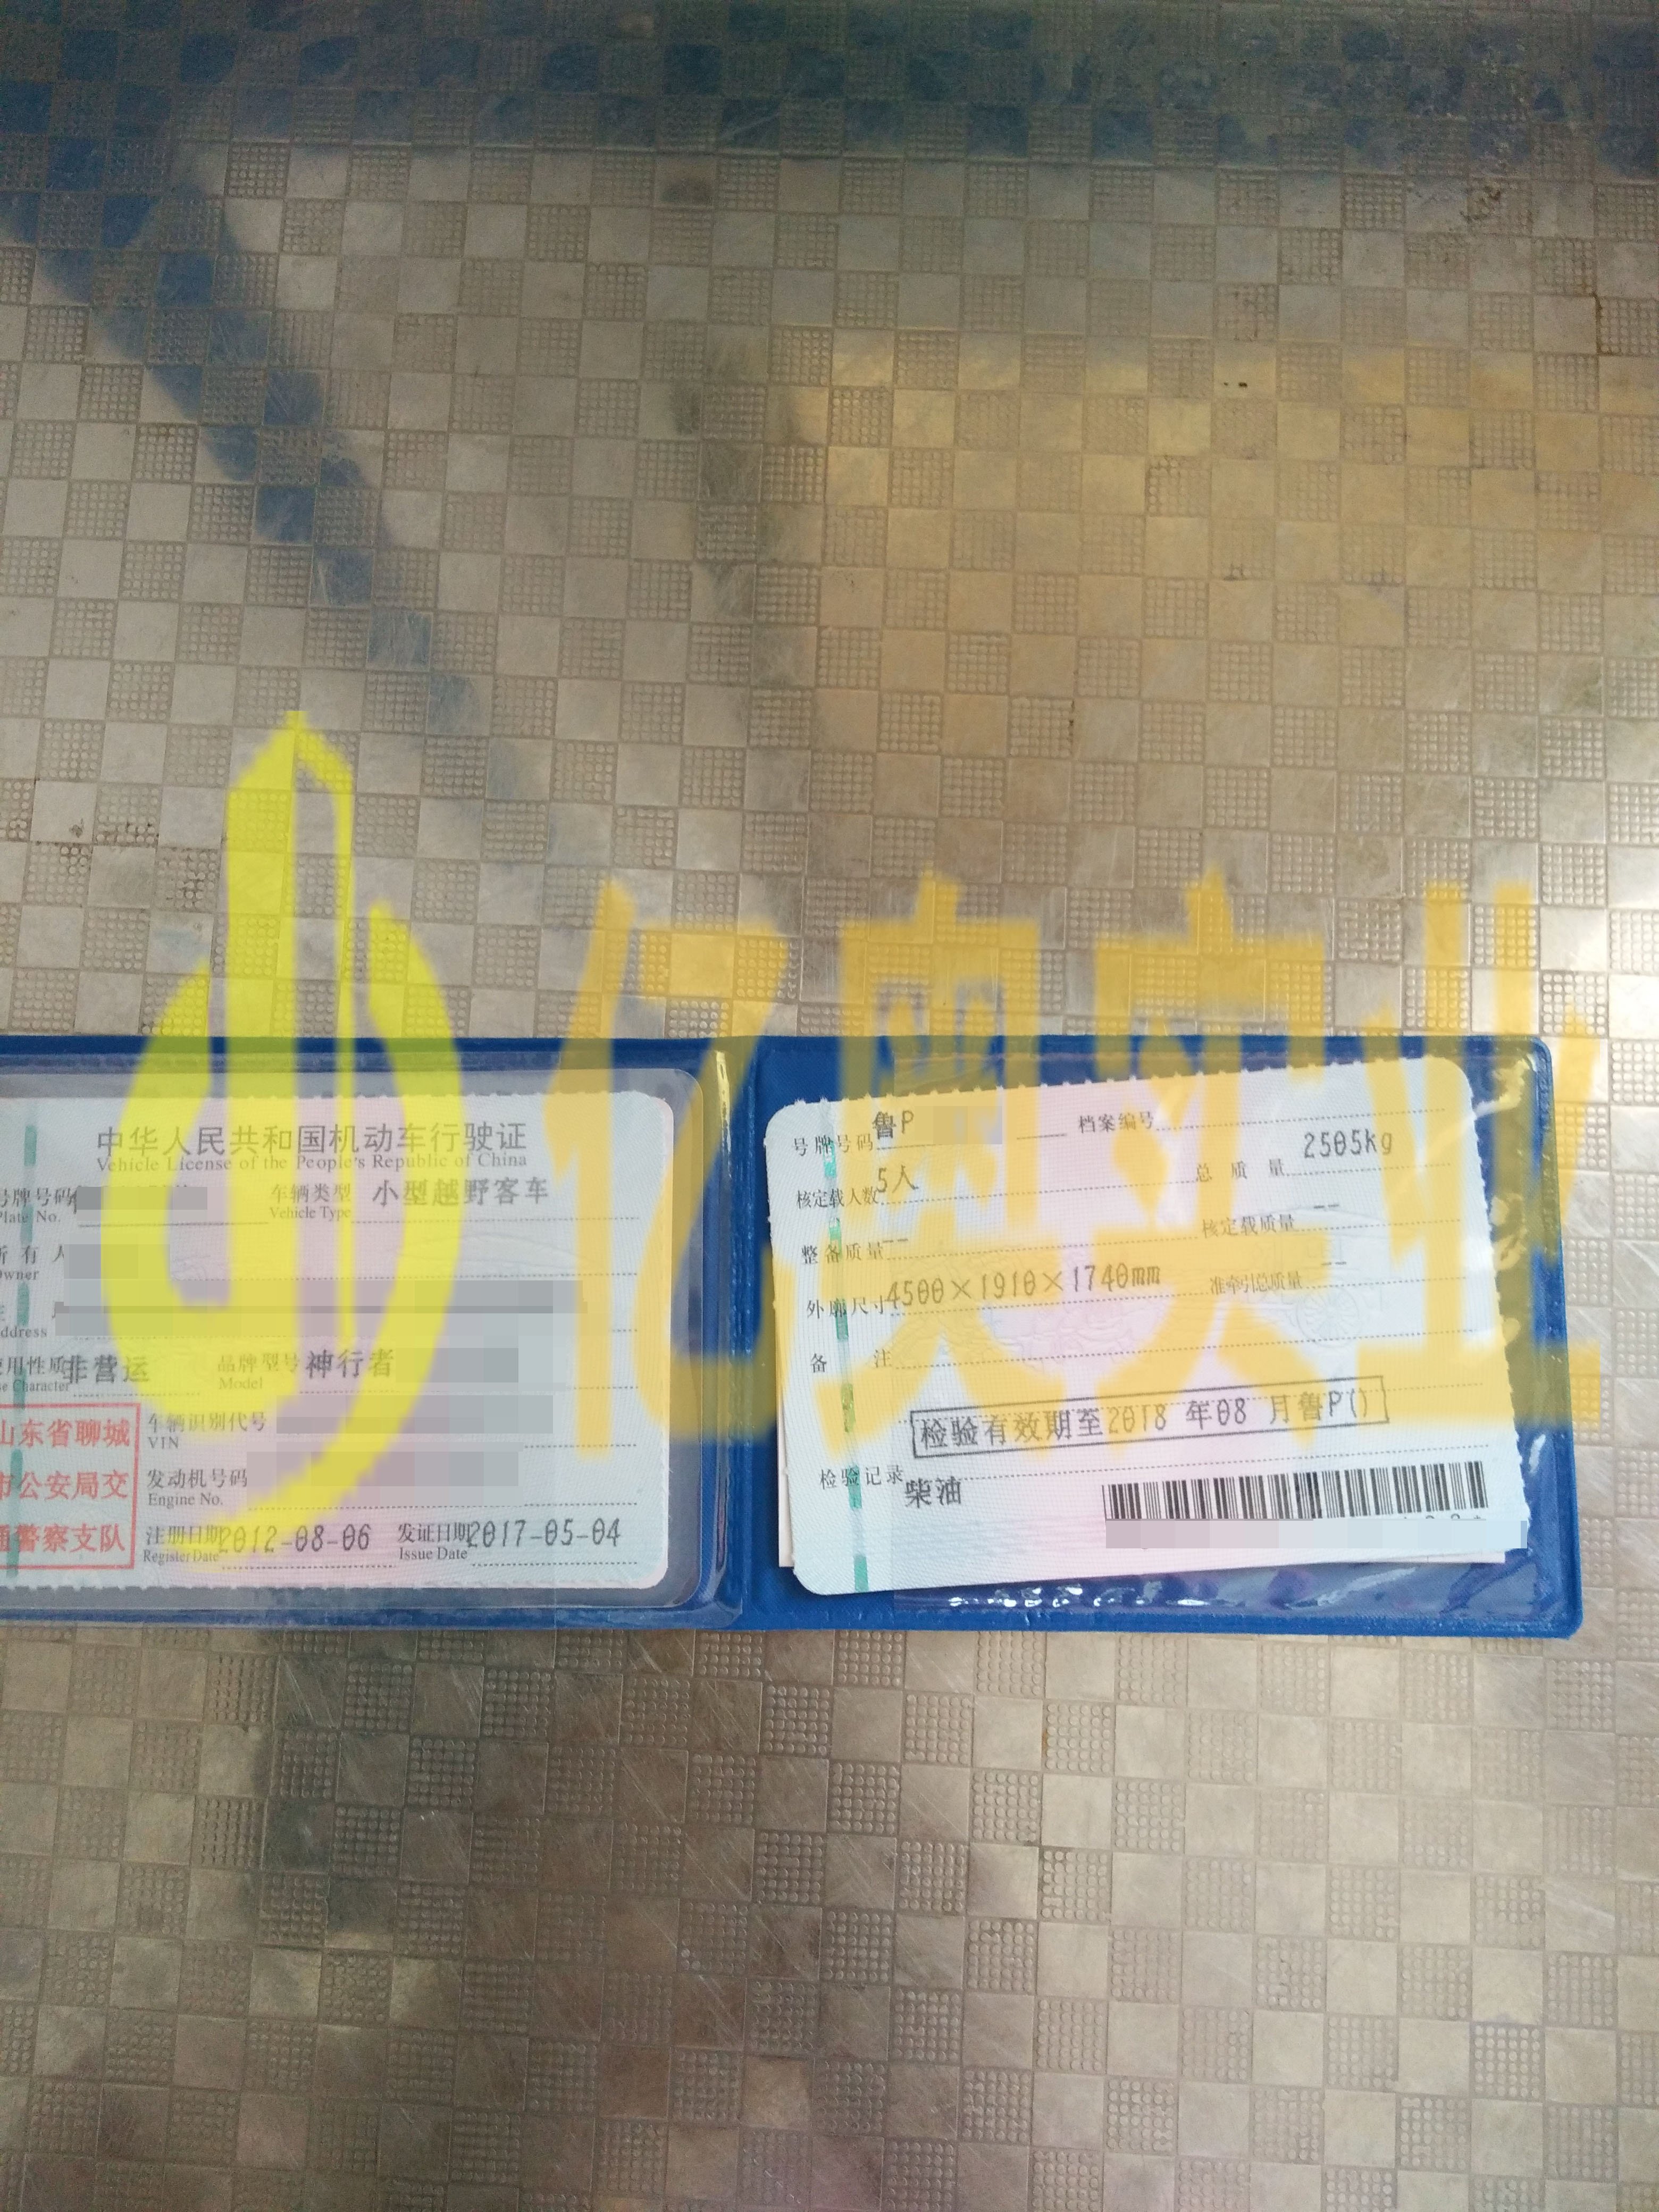 亿奥实业
中华人民共和国机动车行驶证
Vehicle License of the People's Republic of China
号牌号码 车辆类型 小型越野客车
Plate No. Vehicle Type
所有人
Owner
住
Address
使用性质 非营运 品牌型号 神行者
Use Character Model
山东省聊城
市公安局交
通警察支队
车辆识别代号
VIN
发动机号码
Engine No.
注册日期 2012-08-06 发证日期 2017-05-04
Register Date Issue Date
号牌号码 鲁P 档案编号
核定载人数 5人 总质量 2505kg
整备质量 -- 核定载质量 --
外廓尺寸 4500×1910×1740mm 准牵引总质量 --
备注
检验有效期至2018 年08 月鲁P()
检验记录
柴油